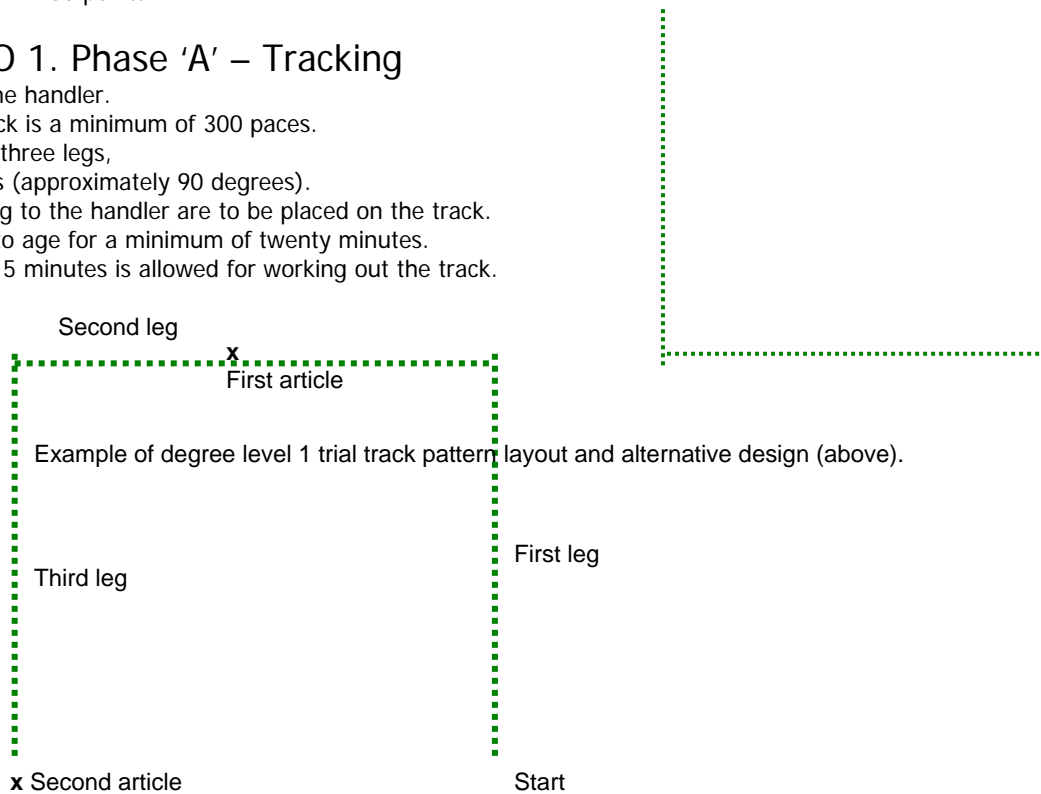 O 1. Phase ‘A’ – Tracking
handler.
is a minimum of 300 paces.
three legs,
(approximately 90 degrees).
to the handler are to be placed on the track.
age for a minimum of twenty minutes.
5 minutes is allowed for working out the track.
Second leg
x
First article
Example of degree level 1 trial track pattern layout and alternative design (above).
First leg
Third leg
x Second article
Start